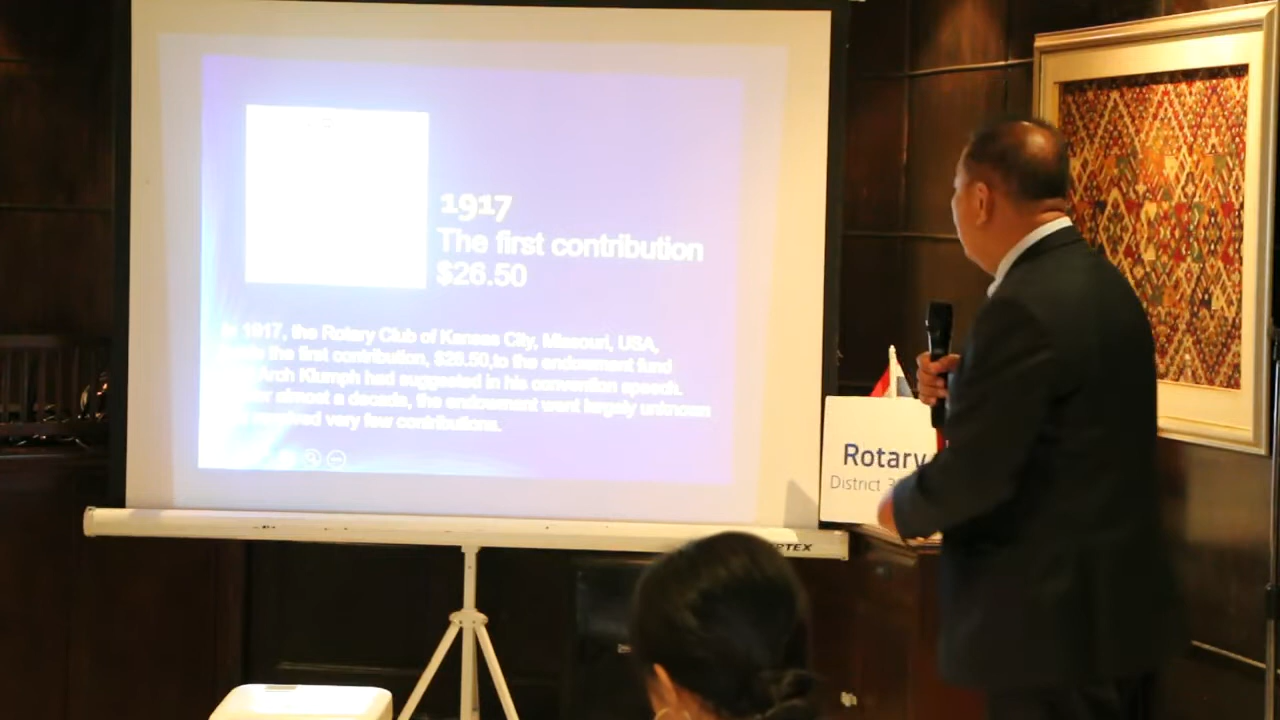 1917
The first contribution
$26.50
1917, the Rotary Club of Kansas City, Missouri, USA,
the first contribution, $26.50,to the endowment fund
Arch Klumph had suggested in his convention speech.
almost a decade, the endowment went largely unknown
very few contributions.
Rotary
District